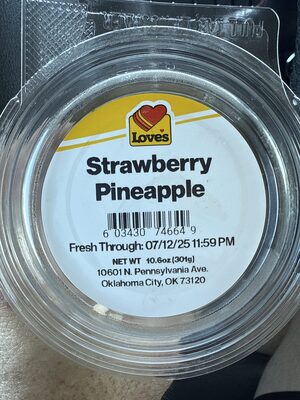 Love's
Strawberry
Pineapple
6 03430 74664 9
Fresh Through: 07/12/25 11:59 PM
NET WT 10.6oz (301g)
10601 N. Pennsylvania Ave.
Oklahoma City, OK 73120